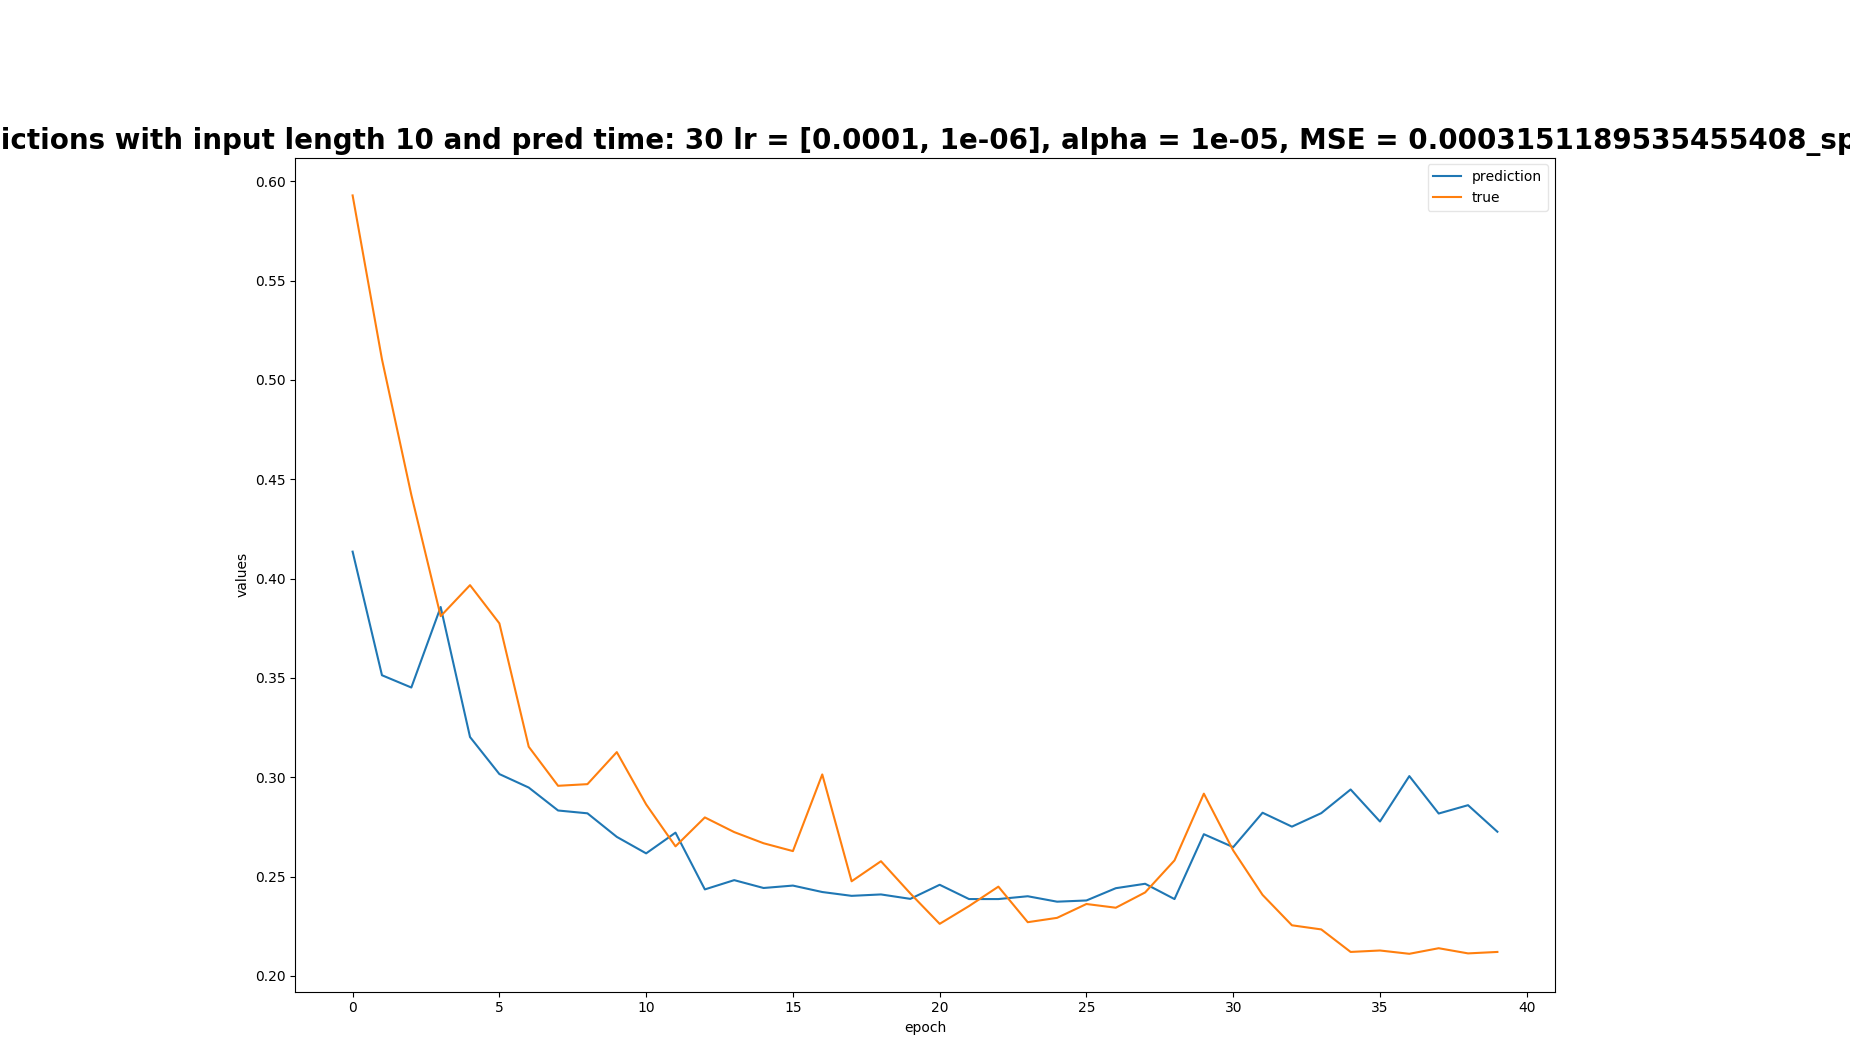 ictions with input length 10 and pred time: 30 lr = [0.0001, 1e-06], alpha = 1e-05, MSE = 0.0003151189535455408_sp
prediction
true
0.60
0.55
0.50
0.45
0.40
0.35
0.30
0.25
0.20
values
0 5 10 15 20 25 30 35 40
epoch